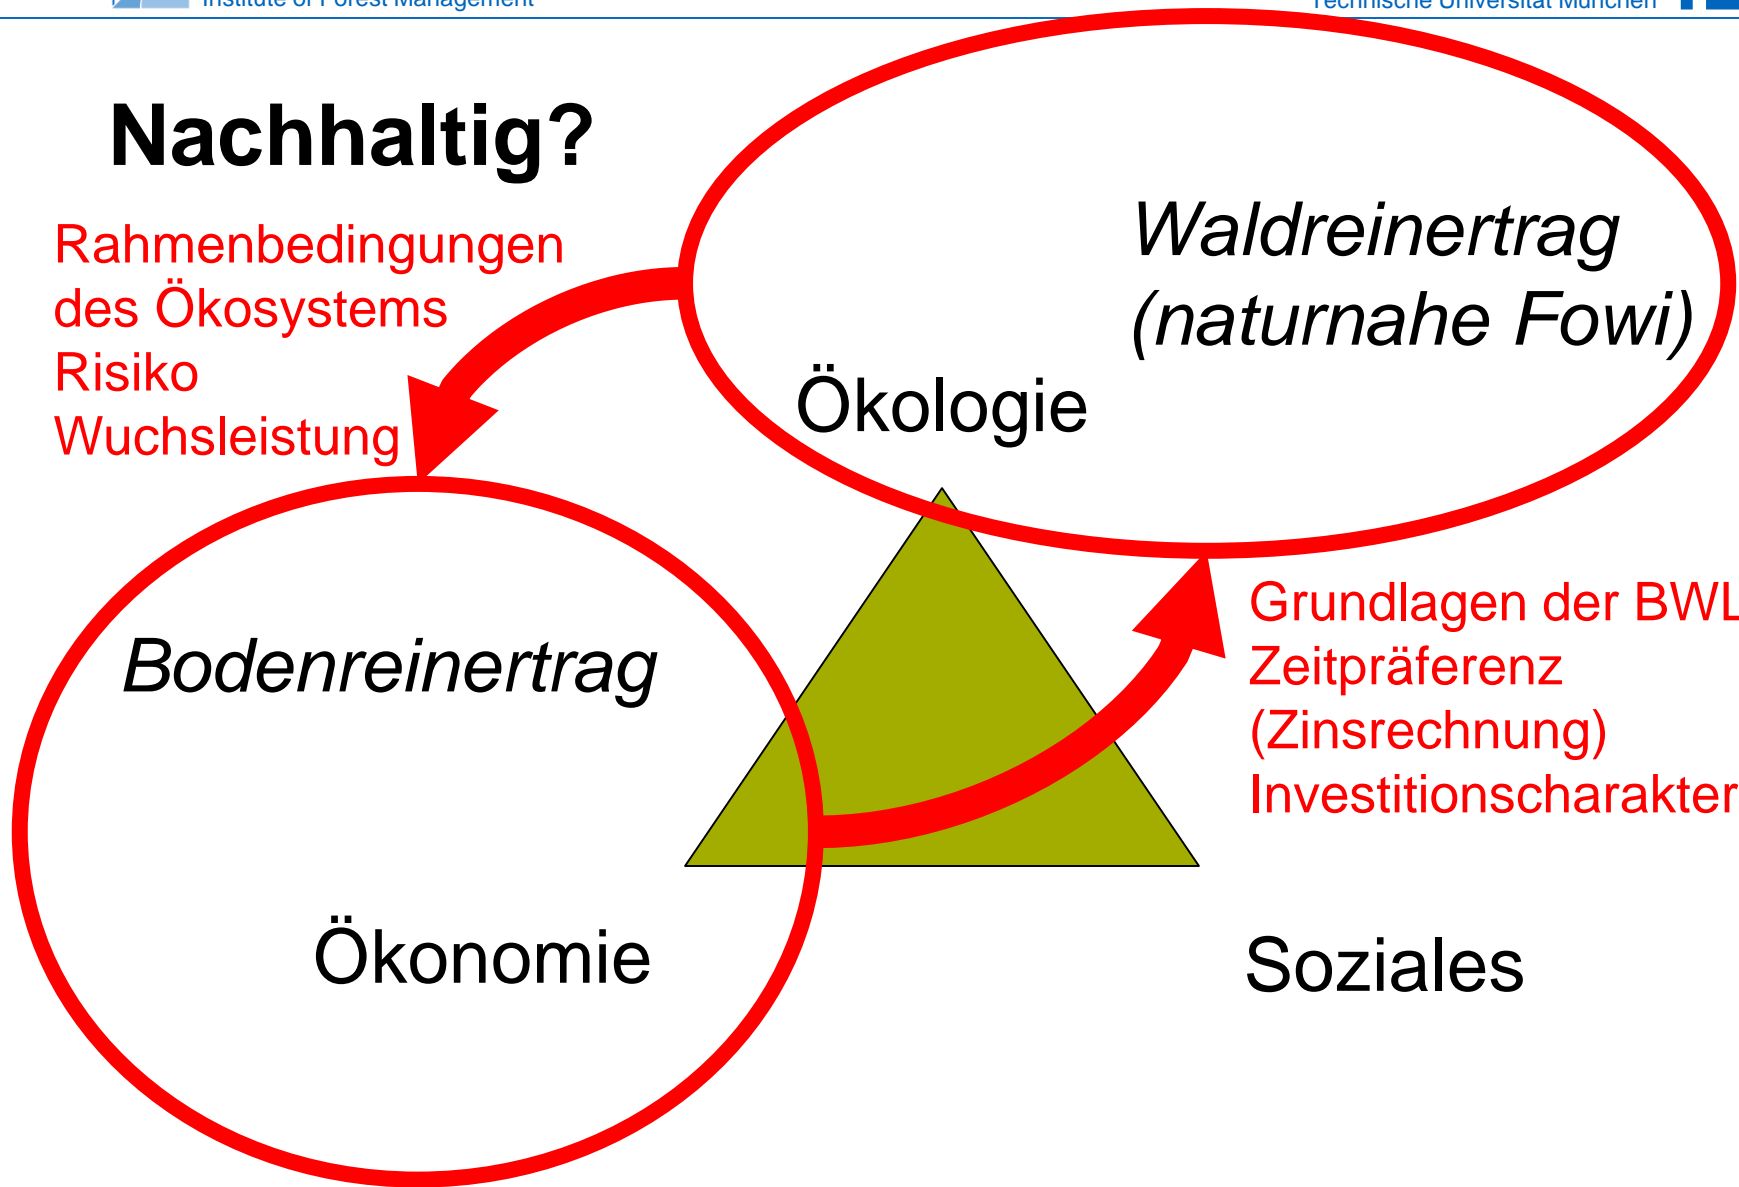 Institute of Forest Management
Technische Universität München
Nachhaltig?
Rahmenbedingungen
des Ökosystems
Risiko
Wuchsleistung
Waldreinertrag
(naturnahe Fowi)
Ökologie
Bodenreinertrag
Grundlagen der BWL
Zeitpräferenz
(Zinsrechnung)
Investitionscharakter
Ökonomie
Soziales